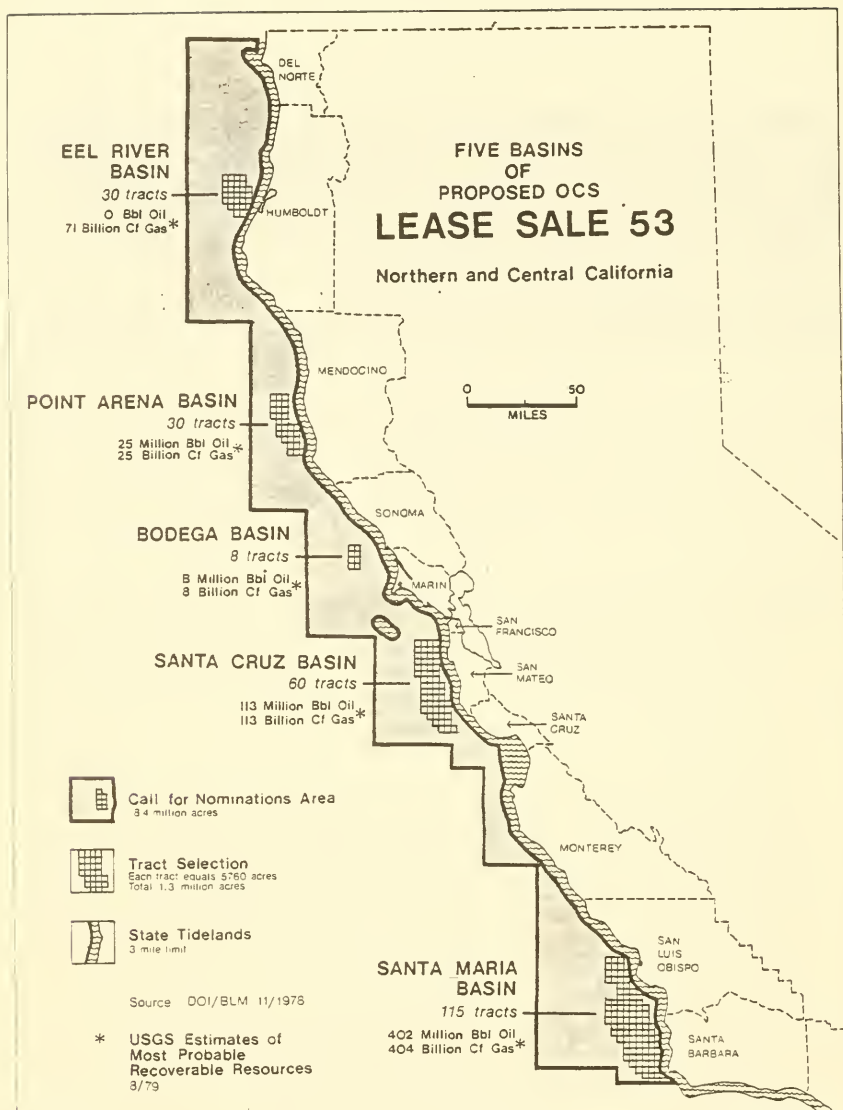 FIVE BASINS
OF
PROPOSED OCS
LEASE SALE 53
Northern and Central California
0 50
MILES
DEL
NORTE
HUMBOLDT
MENDOCINO
SONOMA
MARIN
SAN
FRANCISCO
SAN
MATEO
SANTA
CRUZ
MONTEREY
SAN
LUIS
OBISPO
SANTA
BARBARA
EEL RIVER
BASIN
30 tracts
0 Bbl Oil
71 Billion Cf Gas*
POINT ARENA BASIN
30 tracts
25 Million Bbl Oil
25 Billion Cf Gas*
BODEGA BASIN
8 tracts
8 Million Bbl Oil
8 Billion Cf Gas*
SANTA CRUZ BASIN
60 tracts
113 Million Bbl Oil
113 Billion Cf Gas*
SANTA MARIA
BASIN
115 tracts
402 Million Bbl Oil
404 Billion Cf Gas*
Call for Nominations Area
8.4 million acres
Tract Selection
Each tract equals 5760 acres
Total 1.3 million acres
State Tidelands
3 mile limit
Source DOI/BLM 11/1978
* USGS Estimates of
Most Probable
Recoverable Resources
8/79